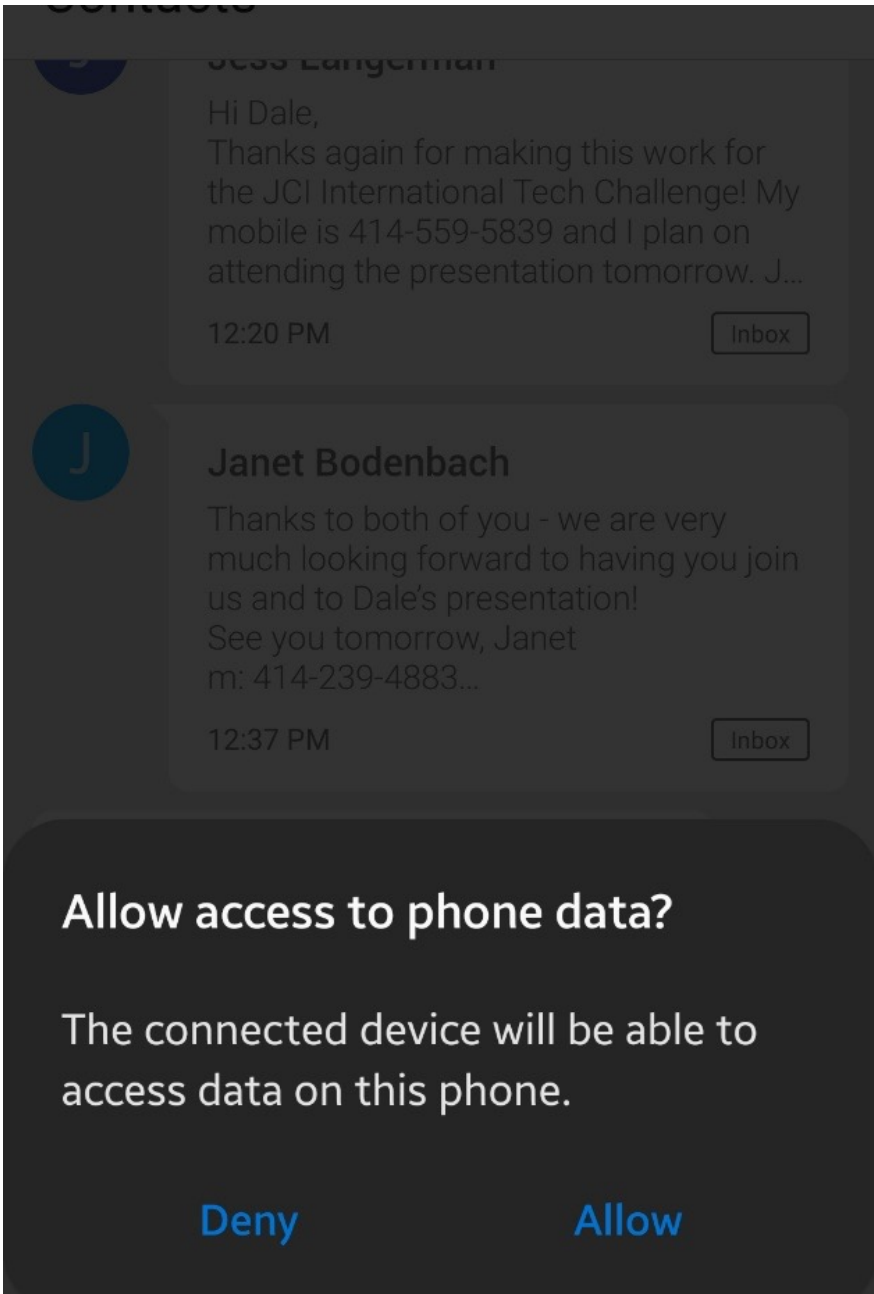 Contacts
J
Jess Langerman
Hi Dale,
Thanks again for making this work for
the JCI International Tech Challenge! My
mobile is 414-559-5839 and I plan on
attending the presentation tomorrow. J...
12:20 PM
Inbox
J
Janet Bodenbach
Thanks to both of you - we are very
much looking forward to having you join
us and to Dale's presentation!
See you tomorrow, Janet
m: 414-239-4883...
12:37 PM
Inbox
Allow access to phone data?
The connected device will be able to
access data on this phone.
Deny
Allow